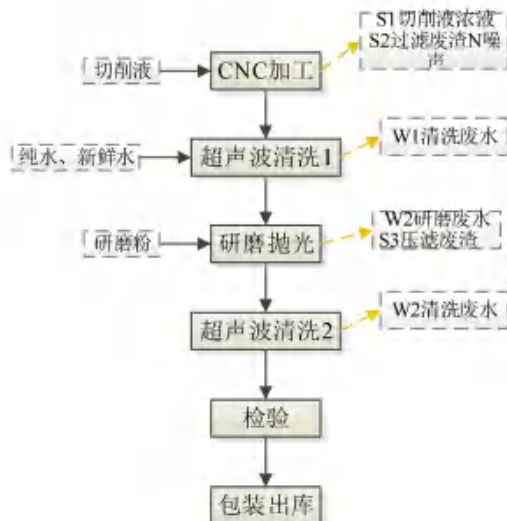 S1切削液浓液
S2过滤废渣N噪
声
切削液
CNC加工
纯水、新鲜水
超声波清洗1
W1清洗废水
研磨粉
研磨抛光
W2研磨废水
S3压滤废渣
超声波清洗2
W2清洗废水
检验
包装出库